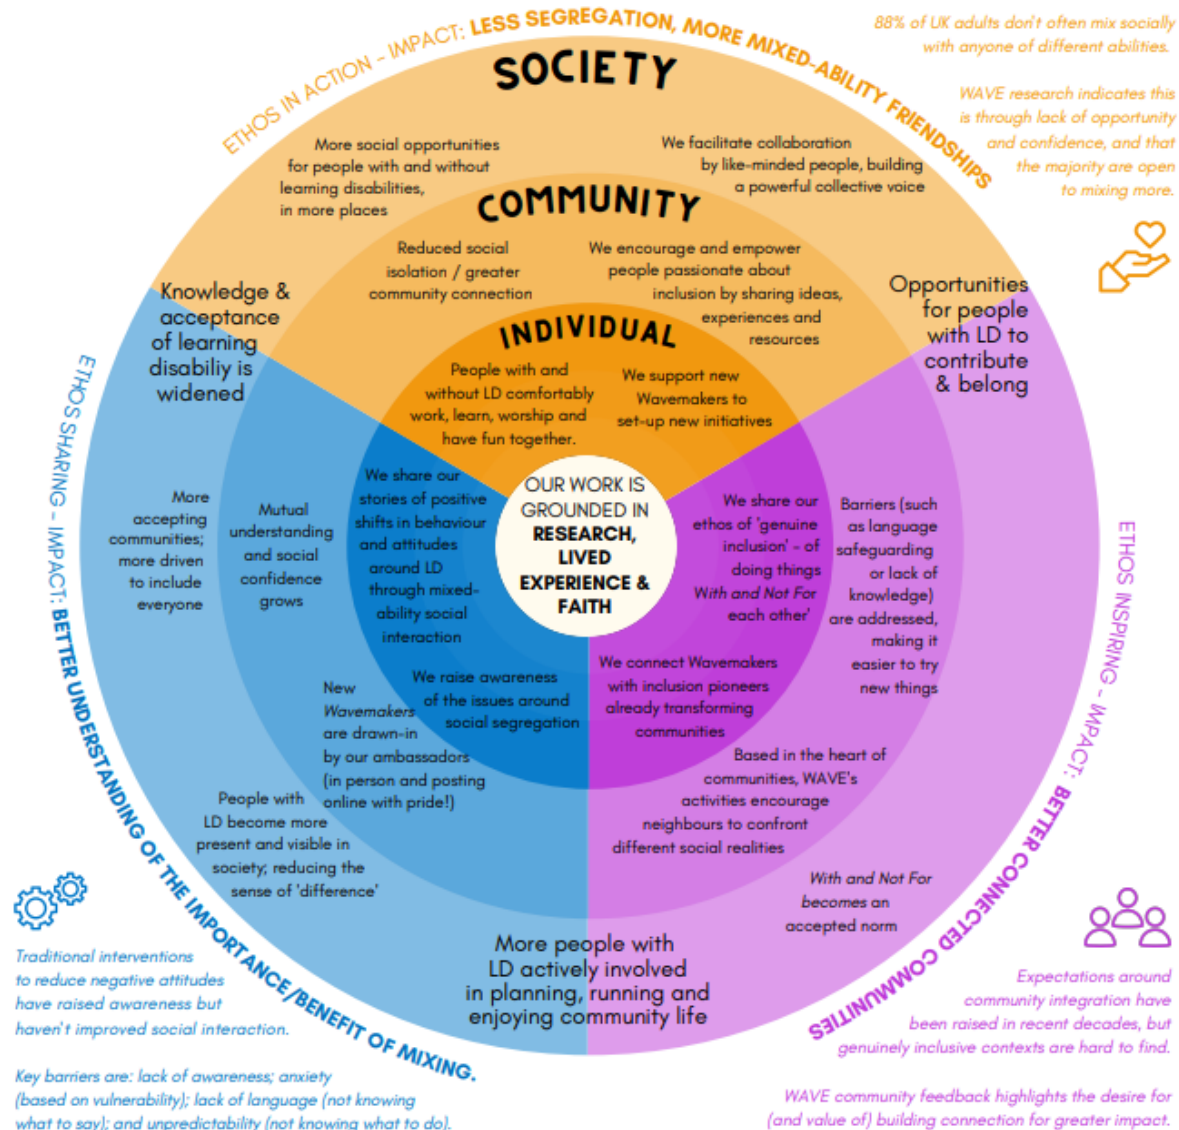 ETHOS IN ACTION - IMPACT: LESS SEGREGATION, MORE MIXED-ABILITY FRIENDSHIPS
88% of UK adults don't often mix socially
with anyone of different abilities.
WAVE research indicates this
is through lack of opportunity
and confidence, and that
the majority are open
to mixing more.
SOCIETY
More social opportunities
for people with and without
learning disabilities,
in more places
We facilitate collaboration
by like-minded people, building
a powerful collective voice
COMMUNITY
Reduced social
isolation / greater
community connection
We encourage and empower
people passionate about
inclusion by sharing ideas,
experiences and
resources
INDIVIDUAL
People with and
without LD comfortably
work, learn, worship and
have fun together.
We support new
Wavemakers to
set-up new initiatives
Knowledge &
acceptance
of learning
disabiliy is
widened
Opportunities
for people
with LD to
contribute
& belong
OUR WORK IS
GROUNDED IN
RESEARCH,
LIVED
EXPERIENCE &
FAITH
ETHOS SHARING - IMPACT: BETTER UNDERSTANDING OF THE IMPORTANCE/BENEFIT OF MIXING.
More
accepting
communities;
more driven
to include
everyone
Mutual
understanding
and social
confidence
grows
We share our
stories of positive
shifts in behaviour
and attitudes
around LD
through mixed-
ability social
interaction
We raise awareness
of the issues around
social segregation
New
Wavemakers
are drawn-in
by our ambassadors
(in person and posting
online with pride!)
People with
LD become more
present and visible in
society; reducing the
sense of 'difference'
We share our
ethos of 'genuine
inclusion' - of
doing things
With and Not For
each other'
Barriers (such
as language
safeguarding
or lack of
knowledge)
are addressed,
making it
easier to try
new things
We connect Wavemakers
with inclusion pioneers
already transforming
communities
Based in the heart of
communities, WAVE's
activities encourage
neighbours to confront
different social realities
With and Not For
becomes an
accepted norm
ETHOS INSPIRING - IMPACT: BETTER CONNECTED COMMUNITIES
More people with
LD actively involved
in planning, running and
enjoying community life
Traditional interventions
to reduce negative attitudes
have raised awareness but
haven't improved social interaction.
Key barriers are: lack of awareness; anxiety
(based on vulnerability); lack of language (not knowing
what to say); and unpredictability (not knowing what to do).
Expectations around
community integration have
been raised in recent decades, but
genuinely inclusive contexts are hard to find.
WAVE community feedback highlights the desire for
(and value of) building connection for greater impact.